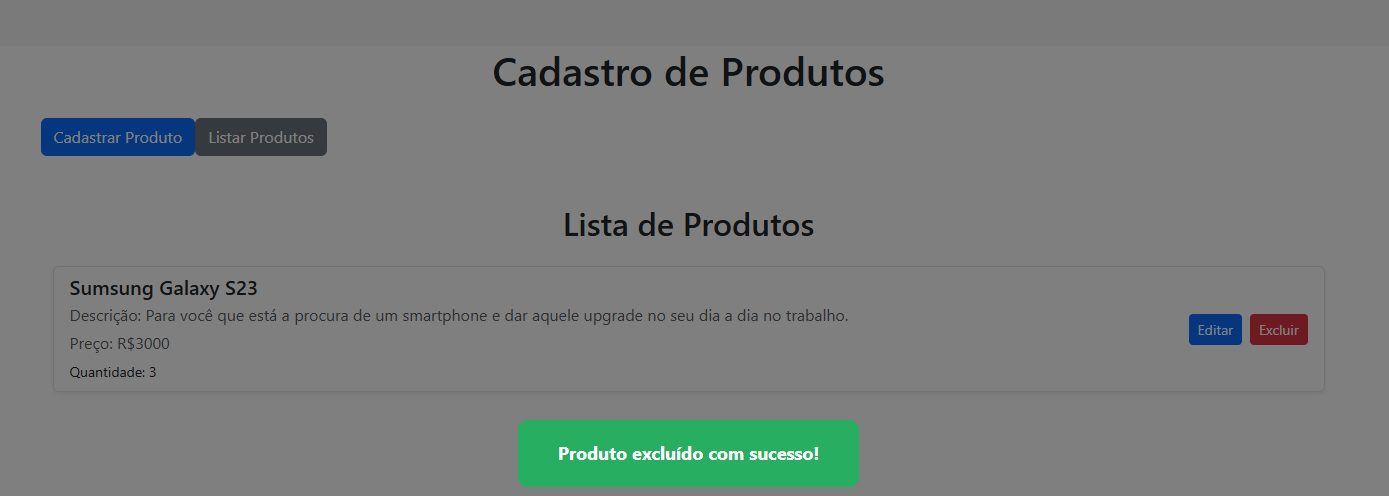 Cadastro de Produtos
Cadastrar Produto
Listar Produtos
Lista de Produtos
Sumsung Galaxy S23
Descrição: Para você que está a procura de um smartphone e dar aquele upgrade no seu dia a dia no trabalho.
Preço: R$3000
Quantidade: 3
Editar
Excluir
Produto excluído com sucesso!